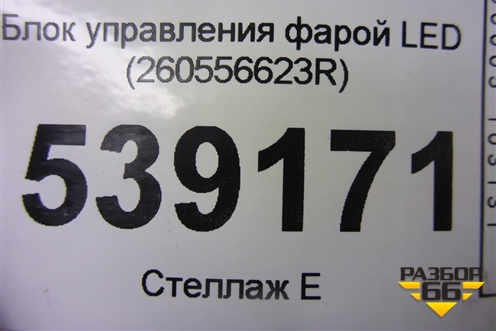 Блок управления фарой LED
(260556623R)
539171
Стеллаж Е
РАЗБОР
66